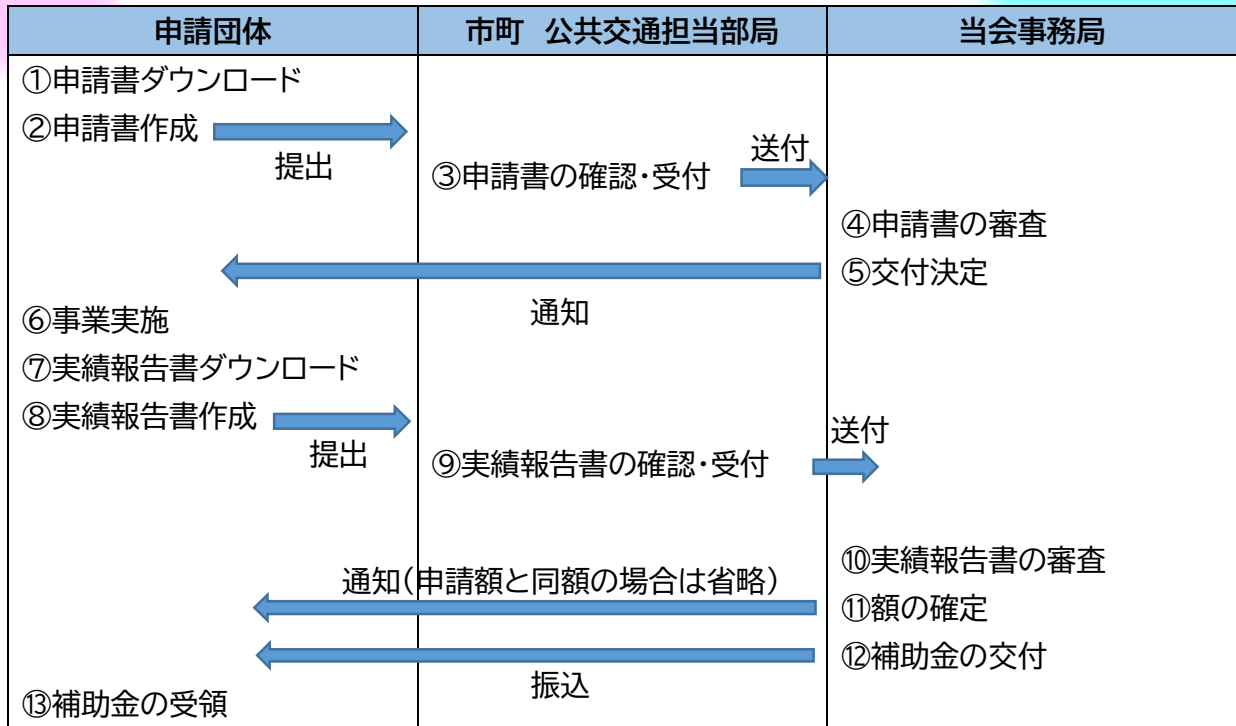 申請団体
市町 公共交通担当部局
当会事務局
①申請書ダウンロード
②申請書作成
提出
③申請書の確認・受付
送付
④申請書の審査
⑤交付決定
通知
⑥事業実施
⑦実績報告書ダウンロード
⑧実績報告書作成
提出
⑨実績報告書の確認・受付
送付
⑩実績報告書の審査
通知(申請額と同額の場合は省略)
⑪額の確定
⑫補助金の交付
振込
⑬補助金の受領